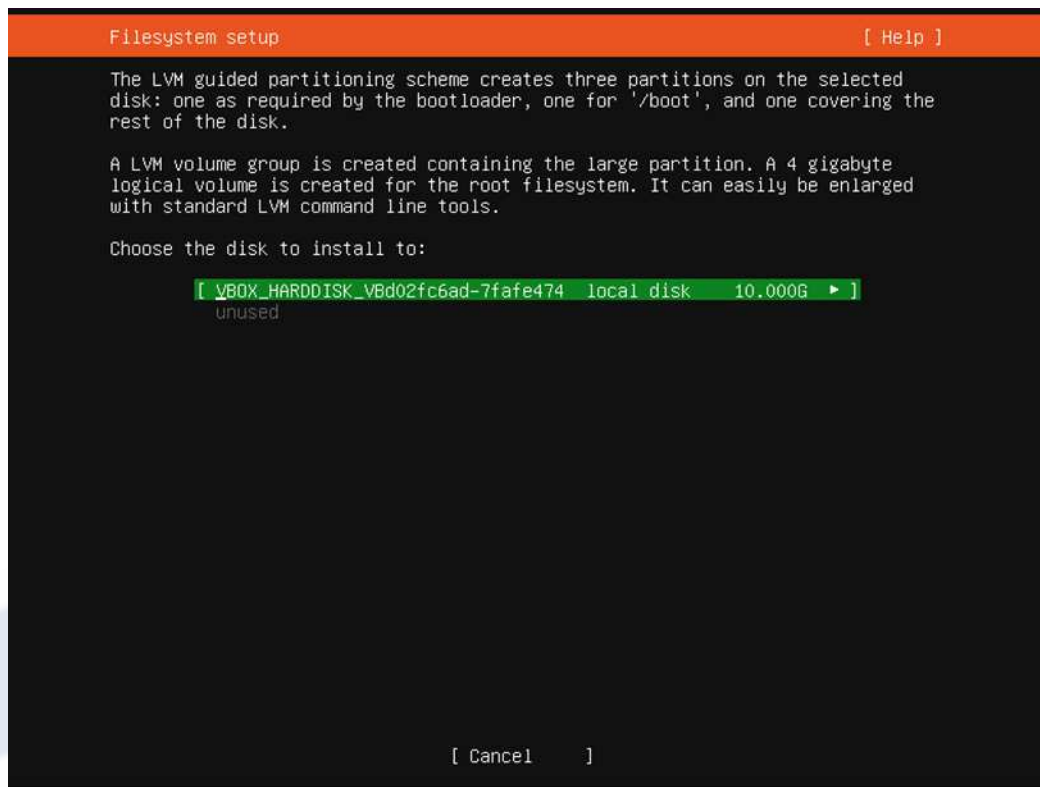 Filesystem setup [ Help ]
The LVM guided partitioning scheme creates three partitions on the selected
disk: one as required by the bootloader, one for '/boot', and one covering the
rest of the disk.
A LVM volume group is created containing the large partition. A 4 gigabyte
logical volume is created for the root filesystem. It can easily be enlarged
with standard LVM command line tools.
Choose the disk to install to:
[ VBOX_HARDDISK_VBd02fc6ad-7fafe474 local disk 10.000G ▸ ]
unused
[ Cancel ]